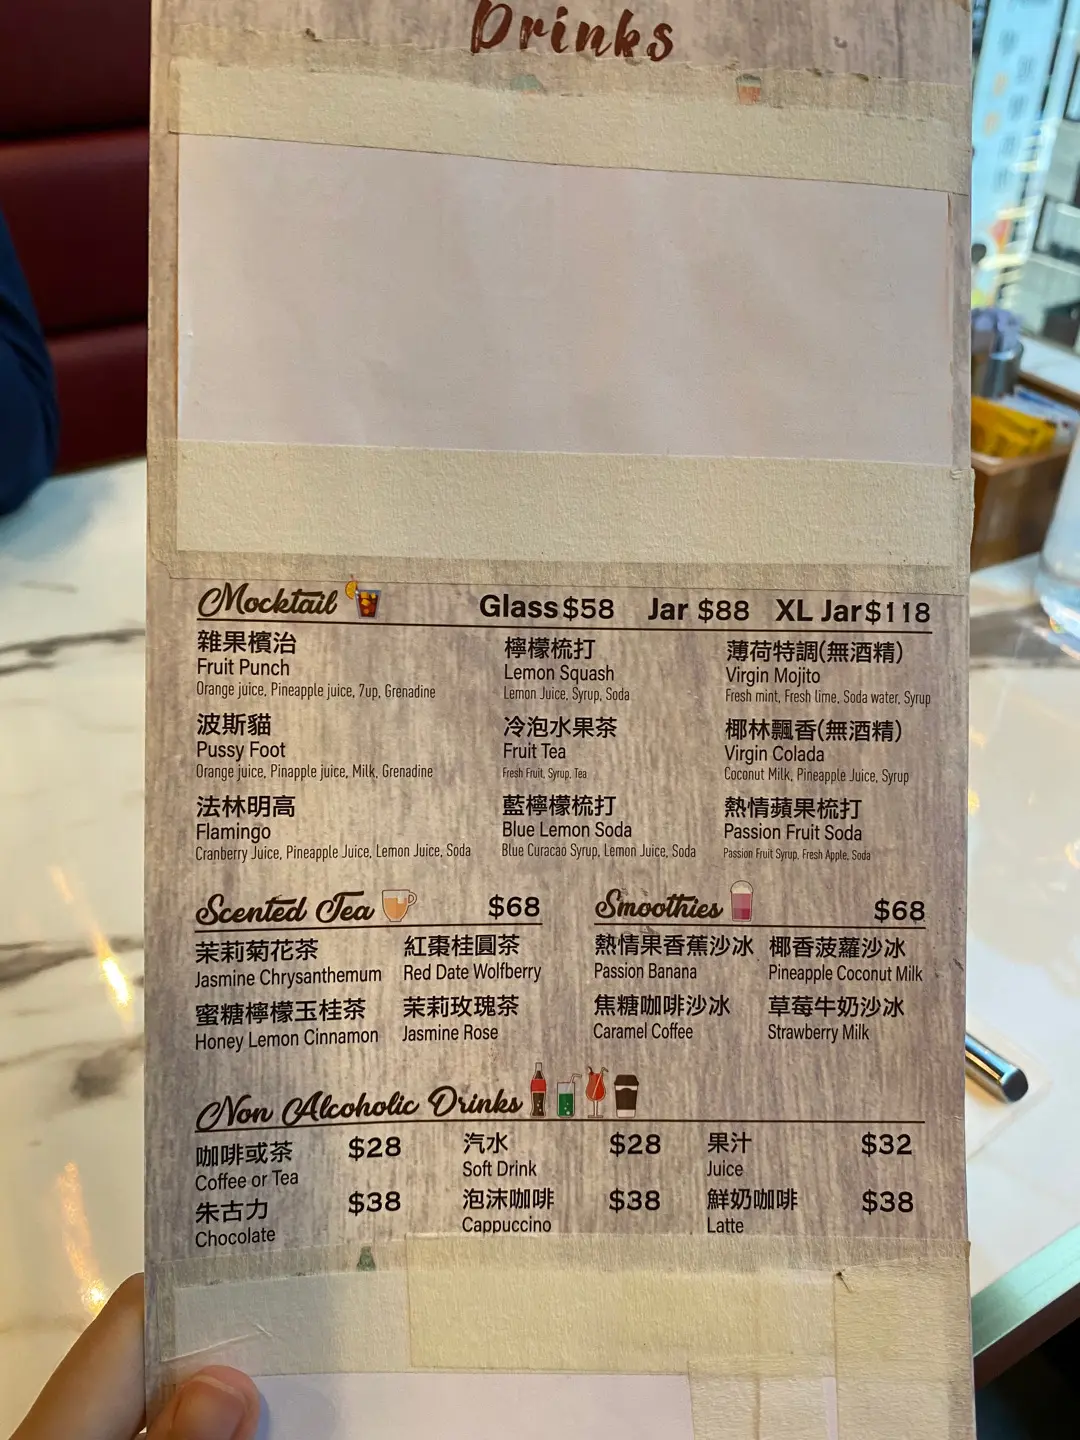 Drinks
Mocktail Glass $58 Jar $88 XL Jar $118
雜果檳治
Fruit Punch
Orange juice, Pineapple juice, 7up, Grenadine
檸檬梳打
Lemon Squash
Lemon Juice, Syrup, Soda
薄荷特調(無酒精)
Virgin Mojito
Fresh mint, Fresh lime, Soda water, Syrup
波斯貓
Pussy Foot
Orange juice, Pinapple juice, Milk, Grenadine
冷泡水果茶
Fruit Tea
Fresh Fruit, Syrup, Tea
椰林飄香(無酒精)
Virgin Colada
Coconut Milk, Pineapple Juice, Syrup
法林明高
Flamingo
Cranberry Juice, Pineapple Juice, Lemon Juice, Soda
藍檸檬梳打
Blue Lemon Soda
Blue Curacao Syrup, Lemon Juice, Soda
熱情蘋果梳打
Passion Fruit Soda
Passion Fruit Syrup, Fresh Apple, Soda
Scented Tea $68
茉莉菊花茶
Jasmine Chrysanthemum
紅棗桂圓茶
Red Date Wolfberry
蜜糖檸檬玉桂茶
Honey Lemon Cinnamon
茉莉玫瑰茶
Jasmine Rose
Smoothies $68
熱情果香蕉沙冰
Passion Banana
椰香菠蘿沙冰
Pineapple Coconut Milk
焦糖咖啡沙冰
Caramel Coffee
草莓牛奶沙冰
Strawberry Milk
Non Alcoholic Drinks
咖啡或茶 $28
Coffee or Tea
汽水 $28
Soft Drink
果汁 $32
Juice
朱古力 $38
Chocolate
泡沫咖啡 $38
Cappuccino
鮮奶咖啡 $38
Latte